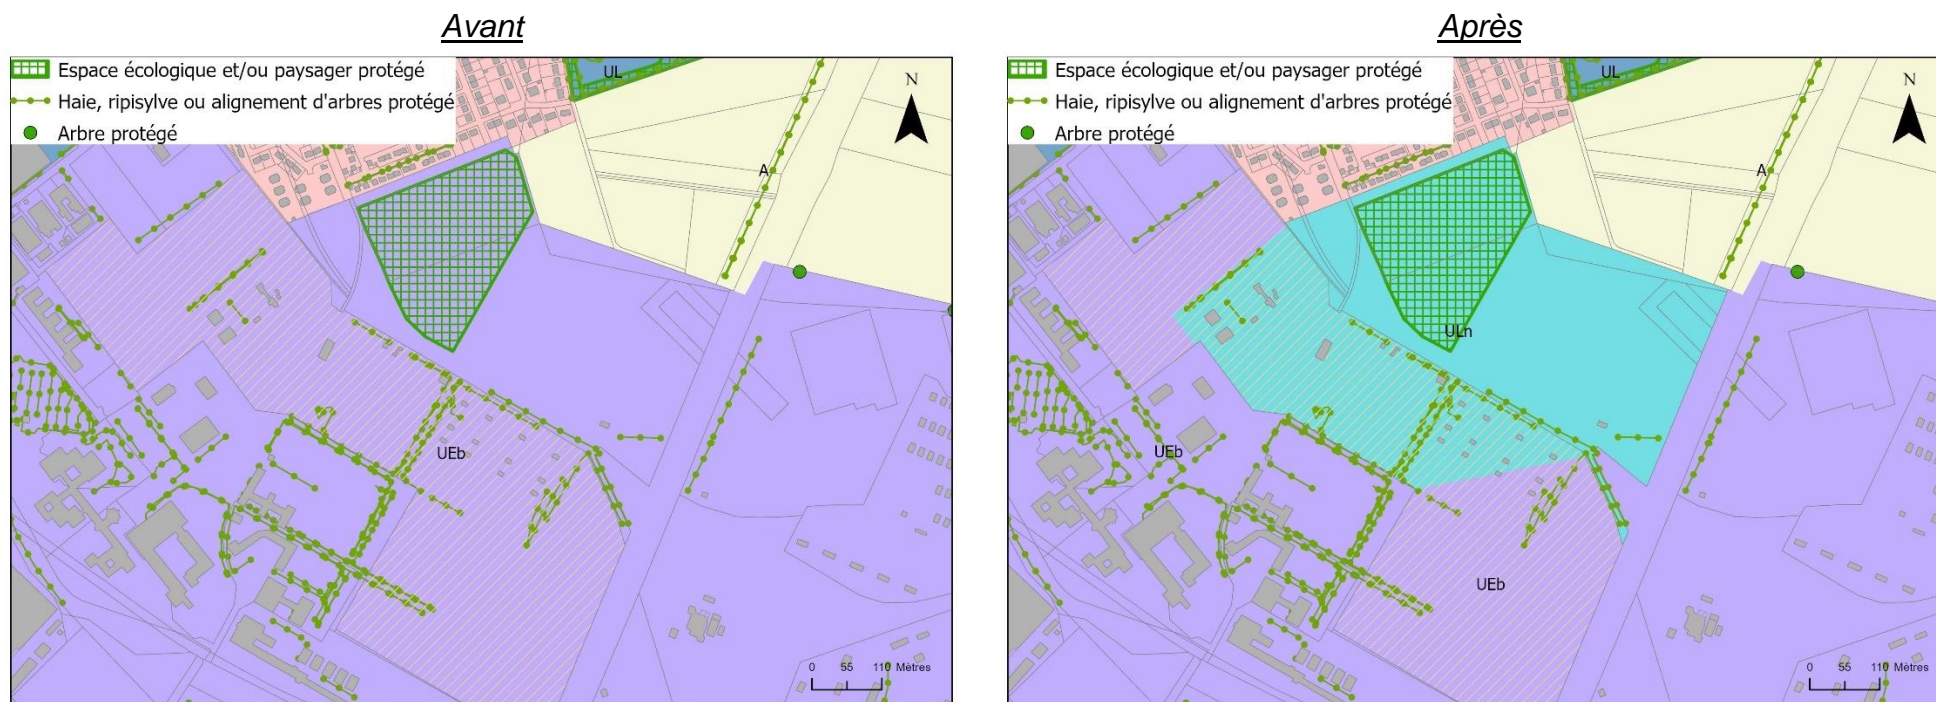 Avant
Espace écologique et/ou paysager protégé
Haie, ripisylve ou alignement d'arbres protégé
Arbre protégé
UL
N
A
UEb
0 55 110 Mètres
Après
Espace écologique et/ou paysager protégé
Haie, ripisylve ou alignement d'arbres protégé
Arbre protégé
UL
N
A
ULn
UEb
UEb
0 55 110 Mètres